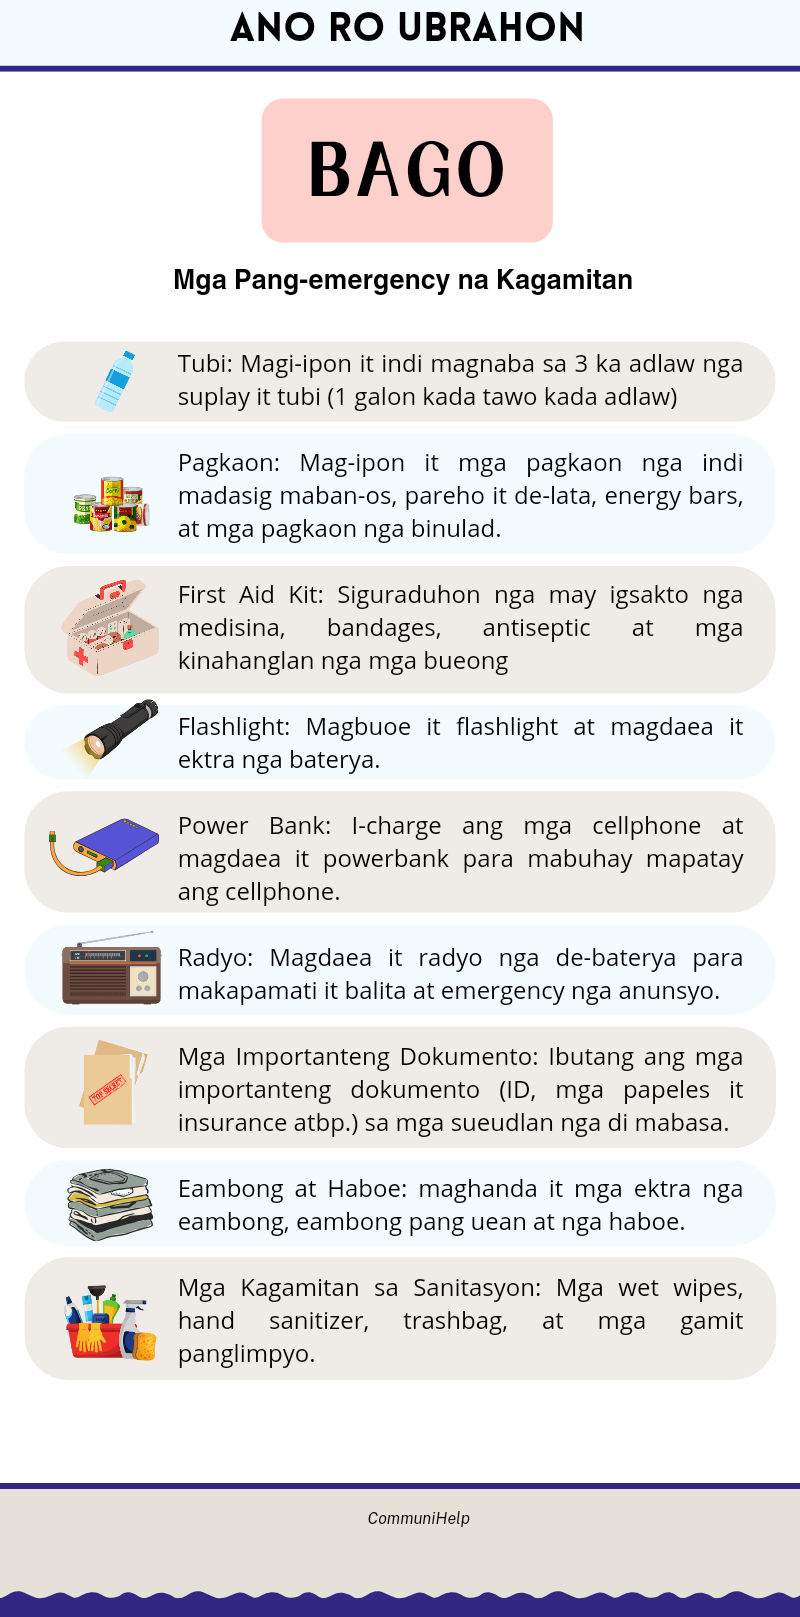 ANO RO UBRAHON
BAGO
Mga Pang-emergency na Kagamitan
Tubi: Magi-ipon it indi magnaba sa 3 ka adlaw nga
suplay it tubi (1 galon kada tawo kada adlaw)
Pagkaon: Mag-ipon it mga pagkaon nga indi
madasig maban-os, pareho it de-lata, energy bars,
at mga pagkaon nga binulad.
First Aid Kit: Siguraduhon nga may igsakto nga
medisina, bandages, antiseptic at mga
kinahanglan nga mga bueong
Flashlight: Magbuoe it flashlight at magdaea it
ektra nga baterya.
Power Bank: I-charge ang mga cellphone at
magdaea it powerbank para mabuhay mapatay
ang cellphone.
Radyo: Magdaea it radyo nga de-baterya para
makapamati it balita at emergency nga anunsyo.
TOP SECRET
Mga Importanteng Dokumento: Ibutang ang mga
importanteng dokumento (ID, mga papeles it
insurance atbp.) sa mga sueudlan nga di mabasa.
Eambong at Haboe: maghanda it mga ektra nga
eambong, eambong pang uean at nga haboe.
Mga Kagamitan sa Sanitasyon: Mga wet wipes,
hand sanitizer, trashbag, at mga gamit
panglimpyo.
CommuniHelp